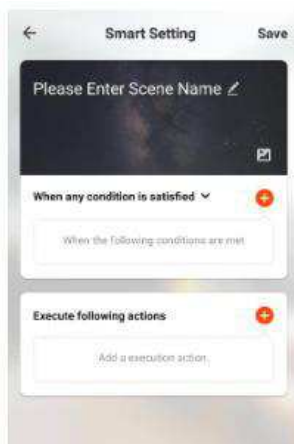 Smart Setting
Save
Please Enter Scene Name
When any condition is satisfied
When the following conditions are met
Execute following actions
Add a execution action.